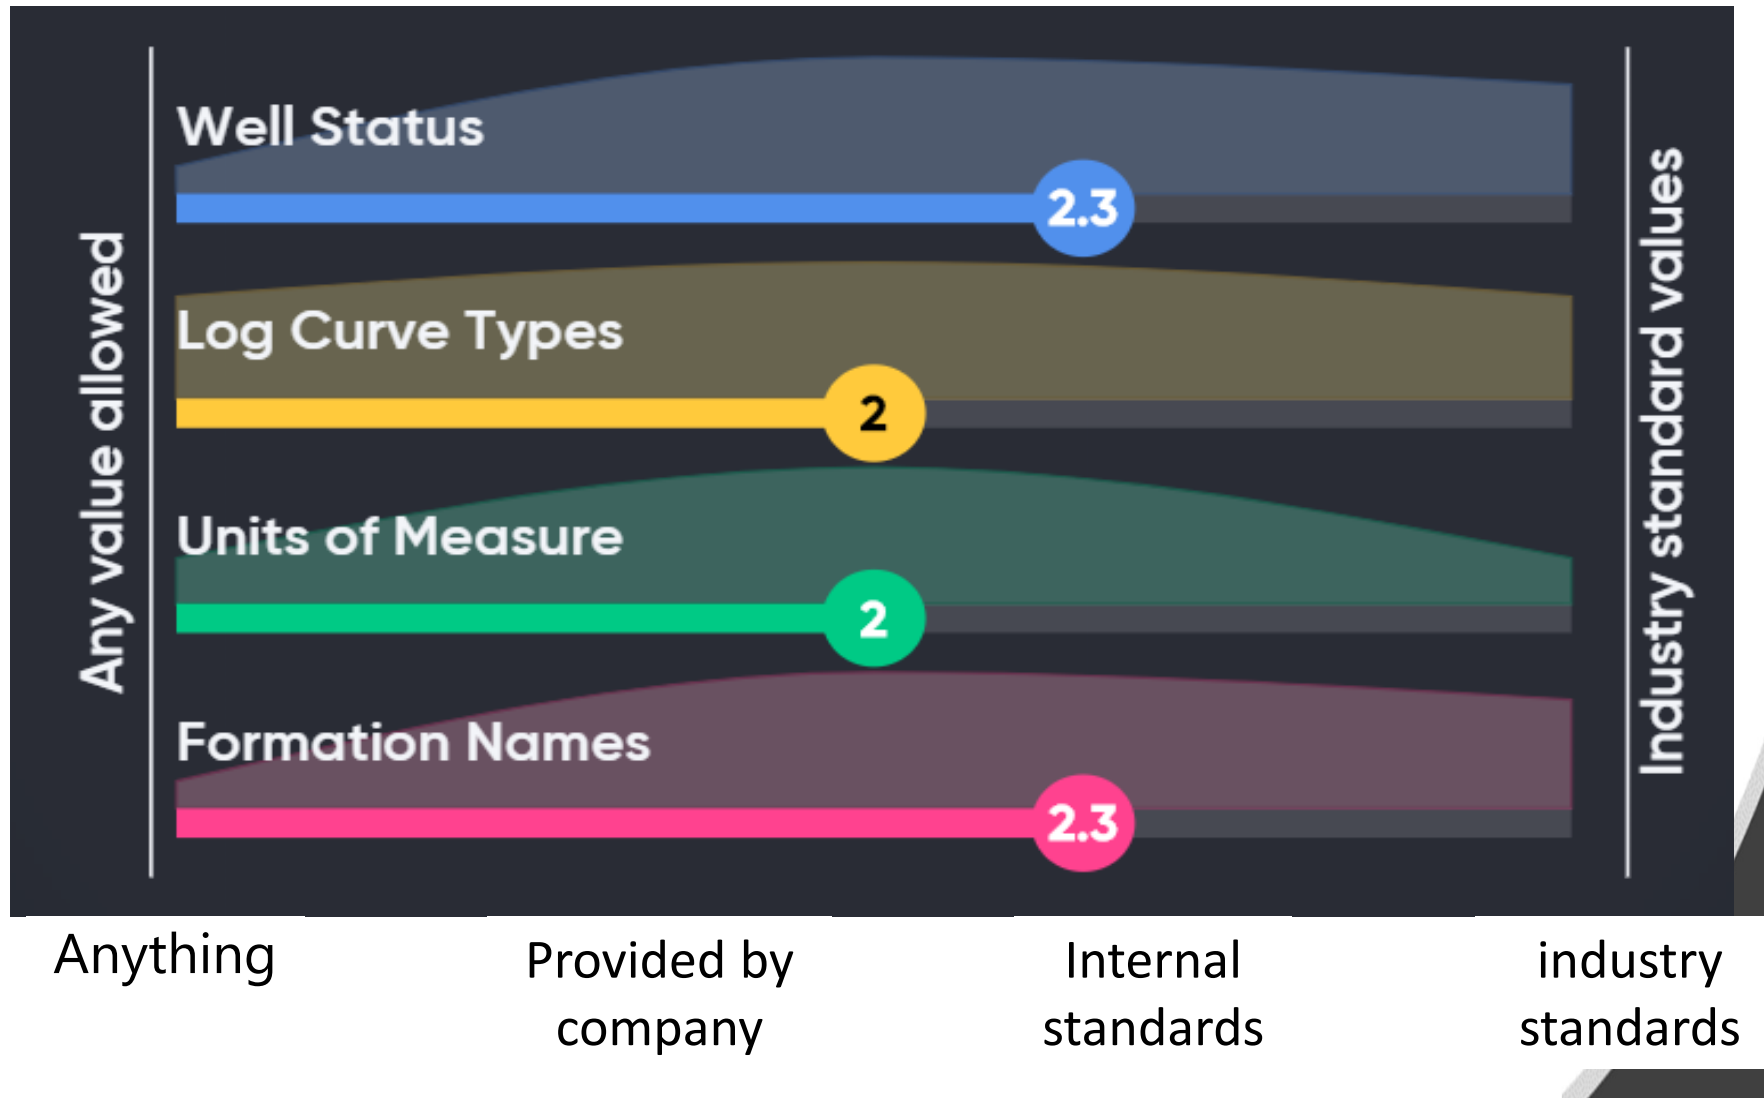 Any value allowed
Well Status
2.3
Log Curve Types
2
Units of Measure
2
Formation Names
2.3
Industry standard values
Anything
Provided by
company
Internal
standards
industry
standards